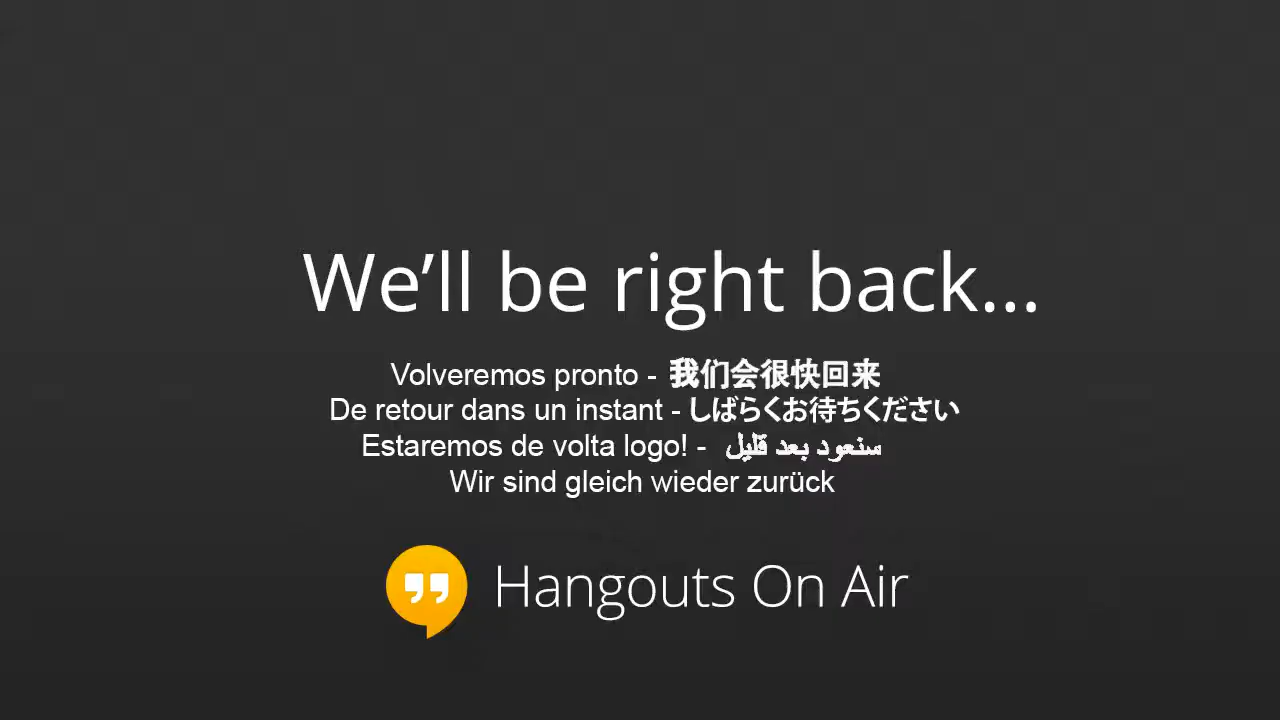 We’ll be right back...
Volveremos pronto - 我们会很快回来
De retour dans un instant - しばらくお待ちください
Estaremos de volta logo! - سنعود بعد قليل
Wir sind gleich wieder zurück
Hangouts On Air